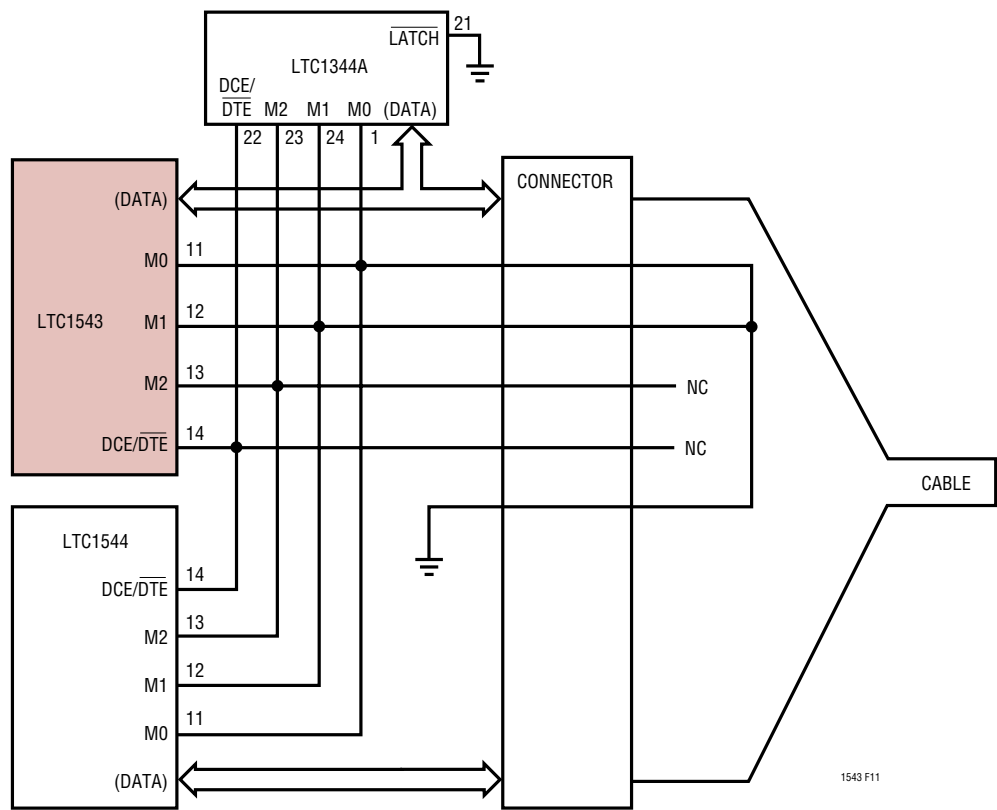 21
LATCH
LTC1344A
DCE/
DTE M2 M1 M0 (DATA)
22 23 24 1
CONNECTOR
(DATA)
11
M0
12
LTC1543 M1
13
M2 NC
14
DCE/DTE NC
CABLE
LTC1544
14
DCE/DTE
13
M2
12
M1
11
M0
(DATA)
1543 F11